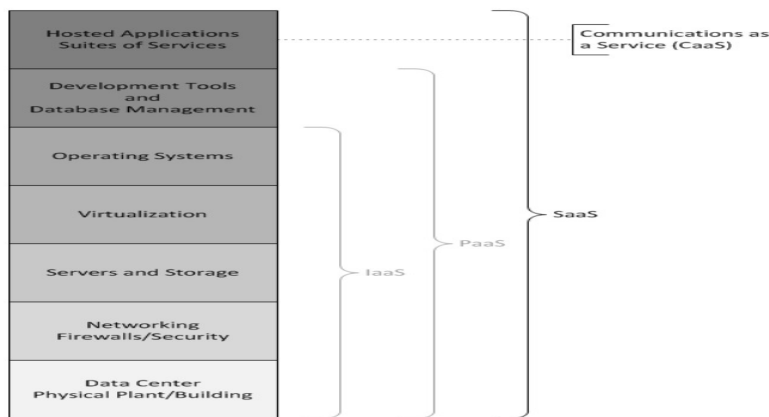 Hosted Applications
Suites of Services
Communications as
a Service (CaaS)
Development Tools
and
Database Management
Operating Systems
Virtualization
SaaS
PaaS
Servers and Storage
IaaS
Networking
Firewalls/Security
Data Center
Physical Plant/Building